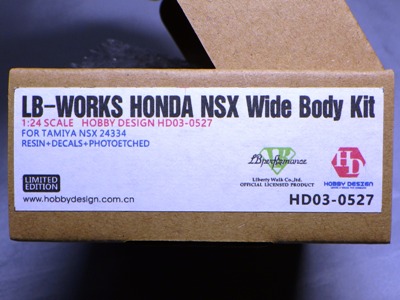 LB-WORKS HONDA NSX Wide Body Kit
1:24 SCALE HOBBY DESIGN HD03-0527
FOR TAMIYA NSX 24334
RESIN+DECALS+PHOTOETCHED
LIMITED
EDITION
www.hobbydesign.com.cn
LBperformance
Liberty Walk Co.,ltd.
OFFICIAL LICENSED PRODUCT
HD
HOBBY DESIGN
HD03-0527